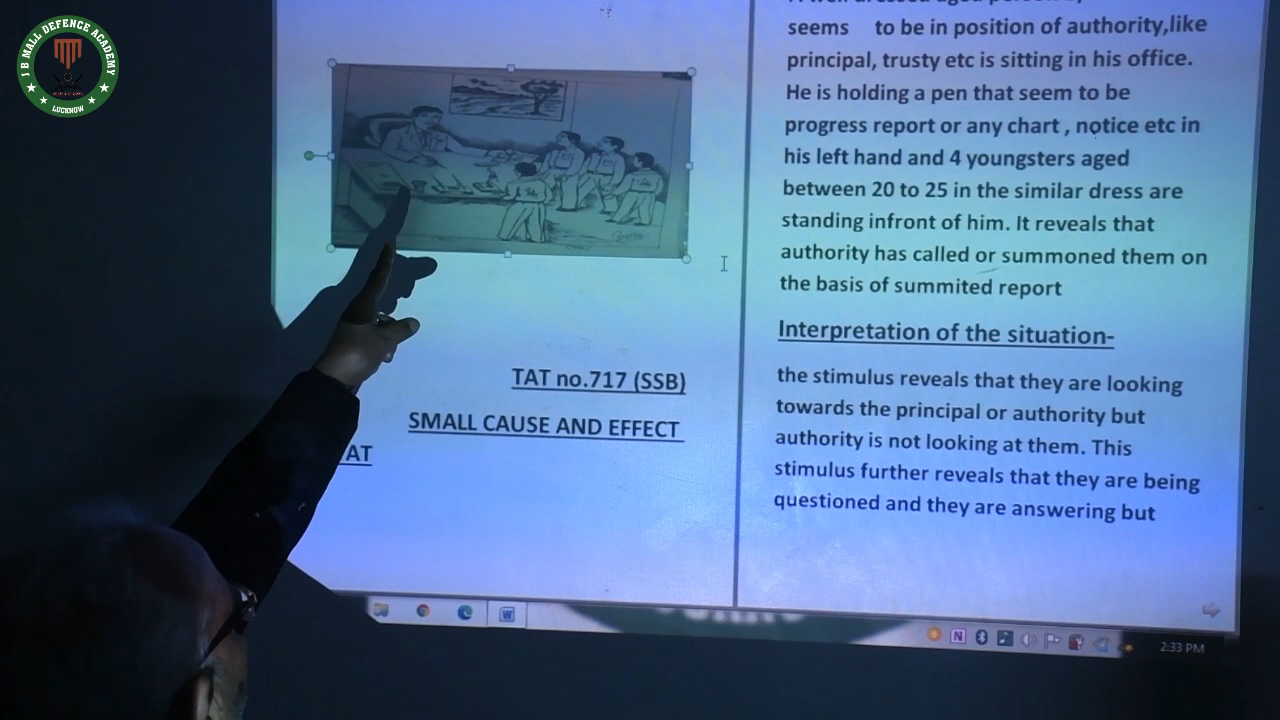 J B MALL DEFENCE ACADEMY
LUCKNOW
seems to be in position of authority,like
principal, trusty etc is sitting in his office.
He is holding a pen that seem to be
progress report or any chart , notice etc in
his left hand and 4 youngsters aged
between 20 to 25 in the similar dress are
standing infront of him. It reveals that
authority has called or summoned them on
the basis of summited report
Interpretation of the situation-
the stimulus reveals that they are looking
towards the principal or authority but
authority is not looking at them. This
stimulus further reveals that they are being
questioned and they are answering but
TAT no.717 (SSB)
SMALL CAUSE AND EFFECT
AT
2:33 PM